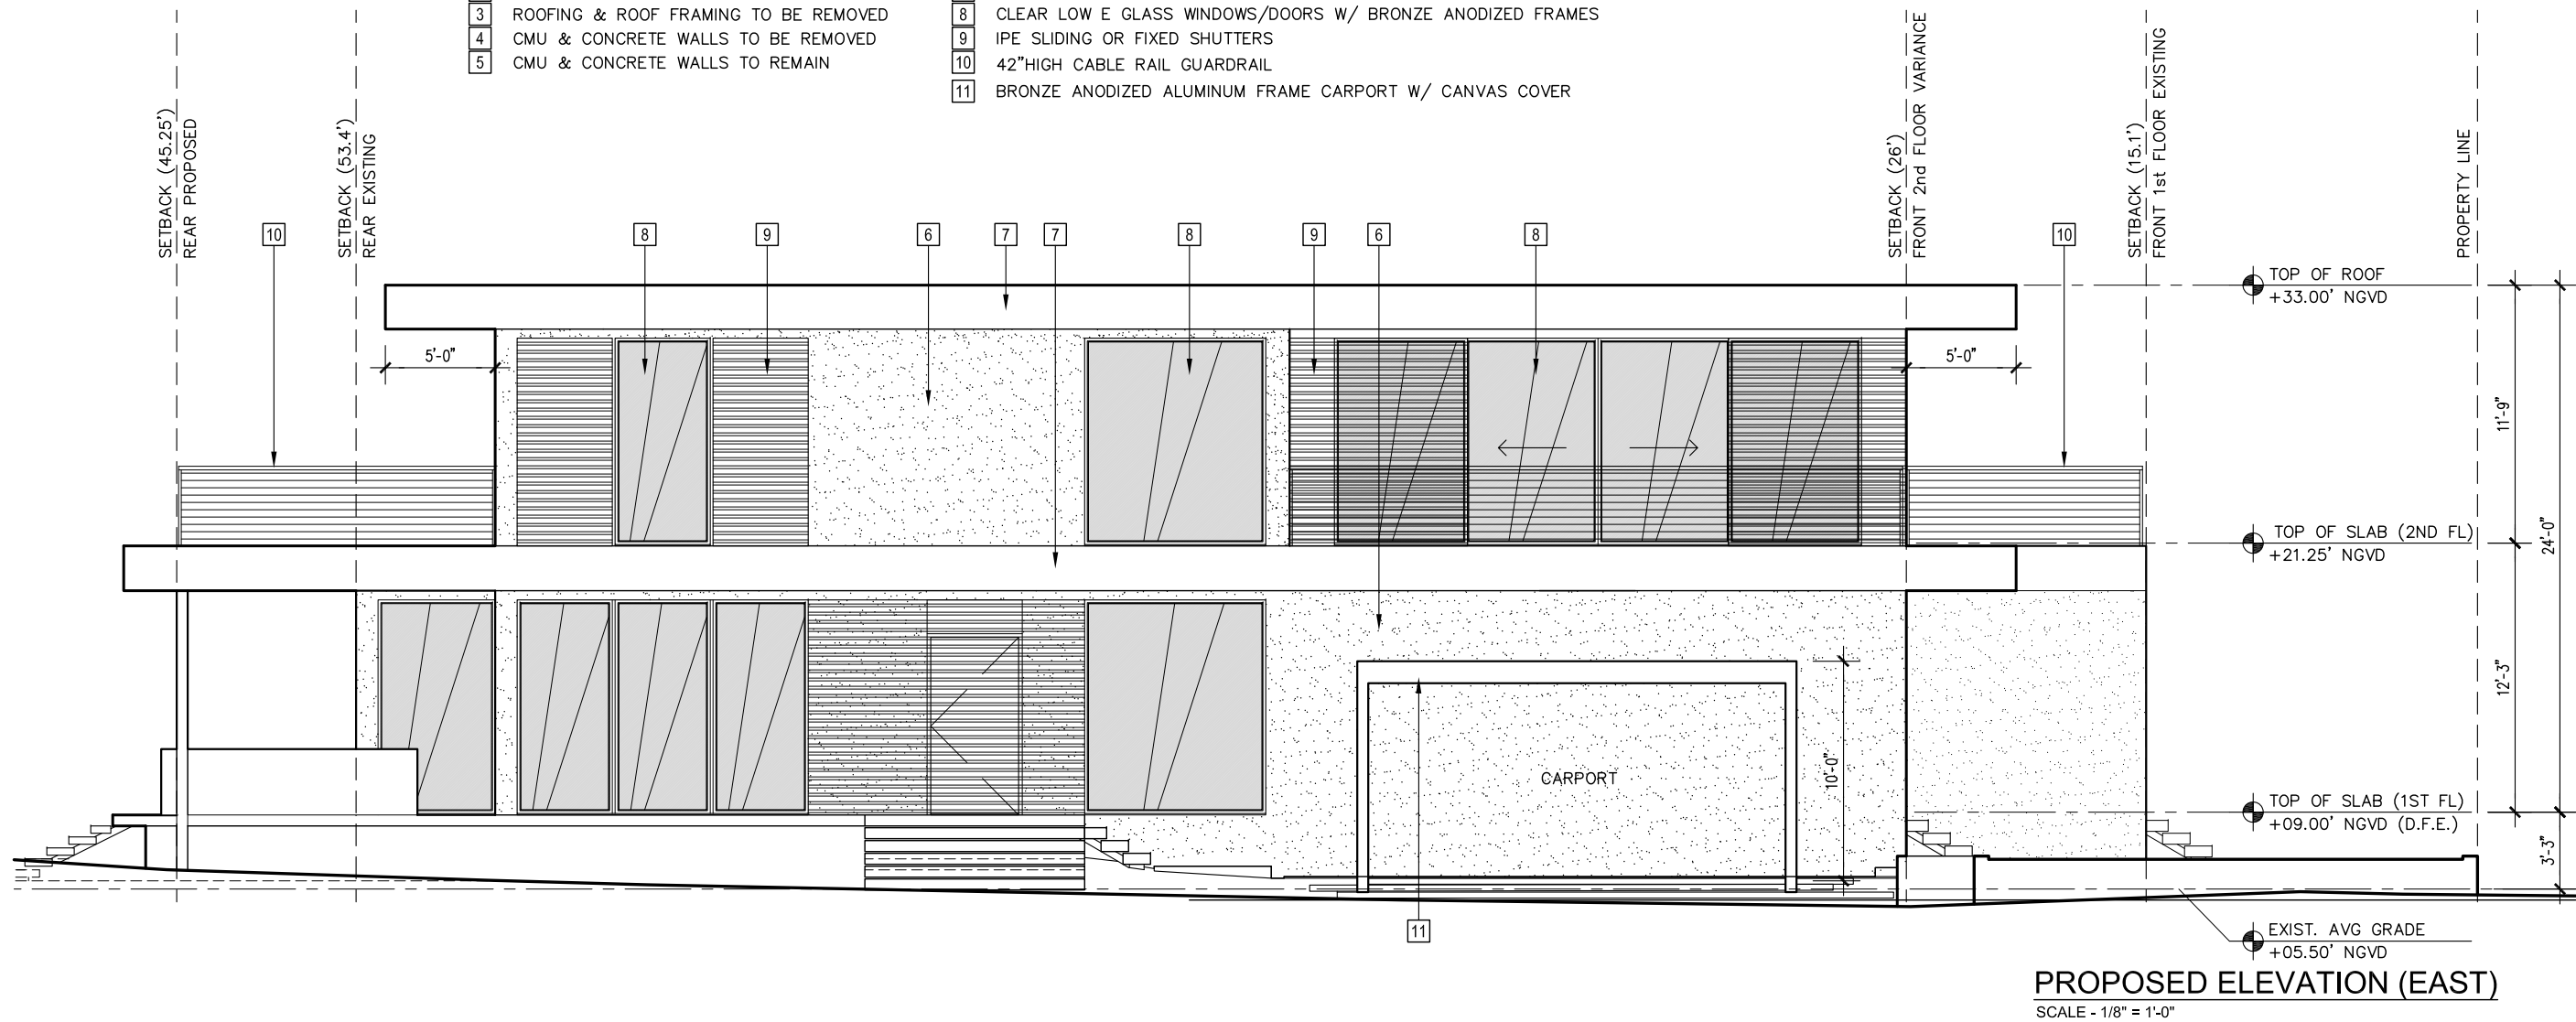 3 ROOFING & ROOF FRAMING TO BE REMOVED
4 CMU & CONCRETE WALLS TO BE REMOVED
5 CMU & CONCRETE WALLS TO REMAIN
8 CLEAR LOW E GLASS WINDOWS/DOORS W/ BRONZE ANODIZED FRAMES
9 IPE SLIDING OR FIXED SHUTTERS
10 42"HIGH CABLE RAIL GUARDRAIL
11 BRONZE ANODIZED ALUMINUM FRAME CARPORT W/ CANVAS COVER
SETBACK (45.25')
REAR PROPOSED
SETBACK (53.4')
REAR EXISTING
SETBACK (26')
FRONT 2nd FLOOR VARIANCE
SETBACK (15.1')
FRONT 1st FLOOR EXISTING
PROPERTY LINE
10
8
9
6
7
7
8
9
6
8
10
TOP OF ROOF
+33.00' NGVD
5'-0"
5'-0"
11'-9"
TOP OF SLAB (2ND FL)
+21.25' NGVD
24'-0"
12'-3"
CARPORT
10'-0"
TOP OF SLAB (1ST FL)
+09.00' NGVD (D.F.E.)
3'-3"
11
EXIST. AVG GRADE
+05.50' NGVD
PROPOSED ELEVATION (EAST)
SCALE - 1/8" = 1'-0"